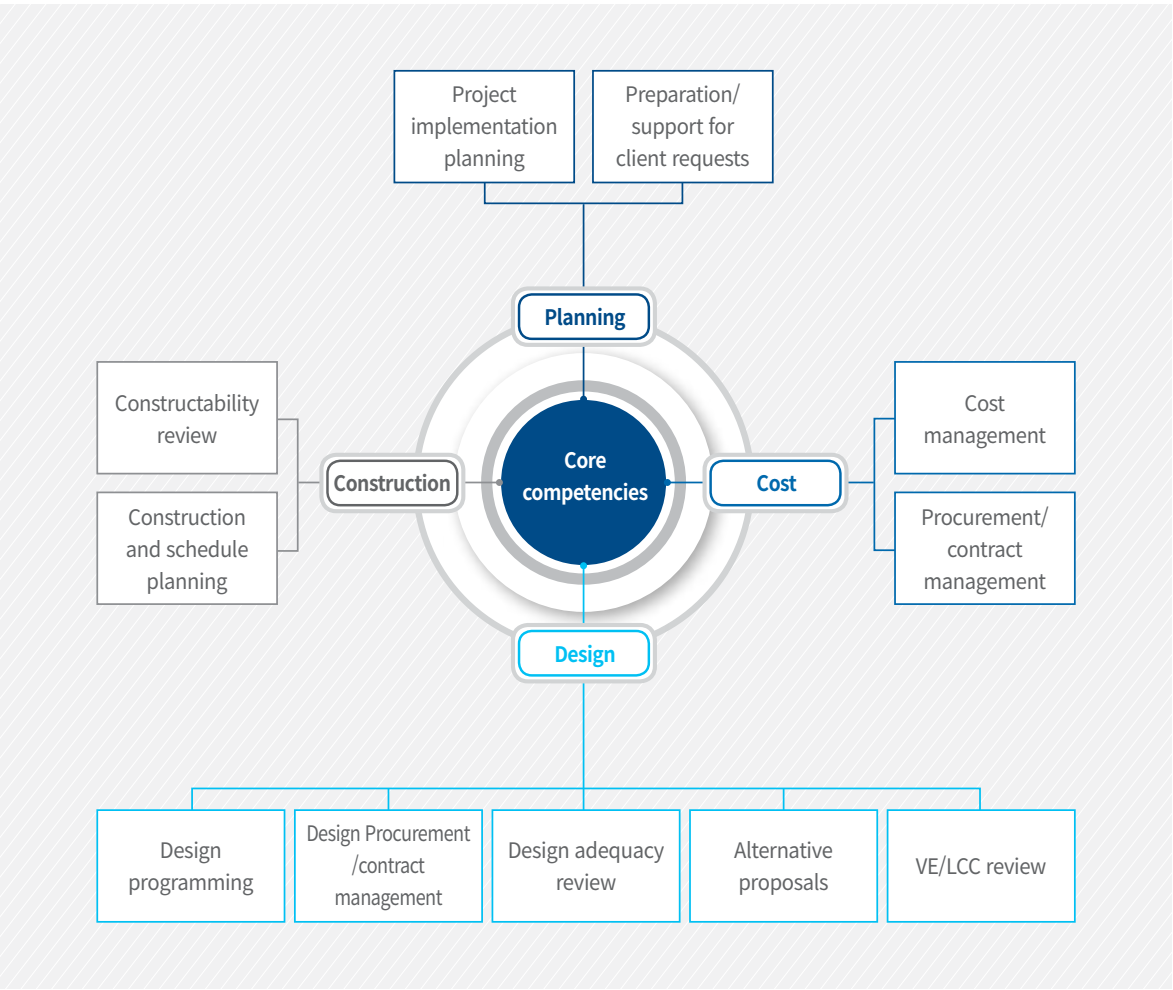 Project
implementation
planning
Preparation/
support for
client requests
Planning
Constructability
review
Construction
and schedule
planning
Construction
Core
competencies
Cost
Cost
management
Procurement/
contract
management
Design
Design
programming
Design Procurement
/contract
management
Design adequacy
review
Alternative
proposals
VE/LCC review